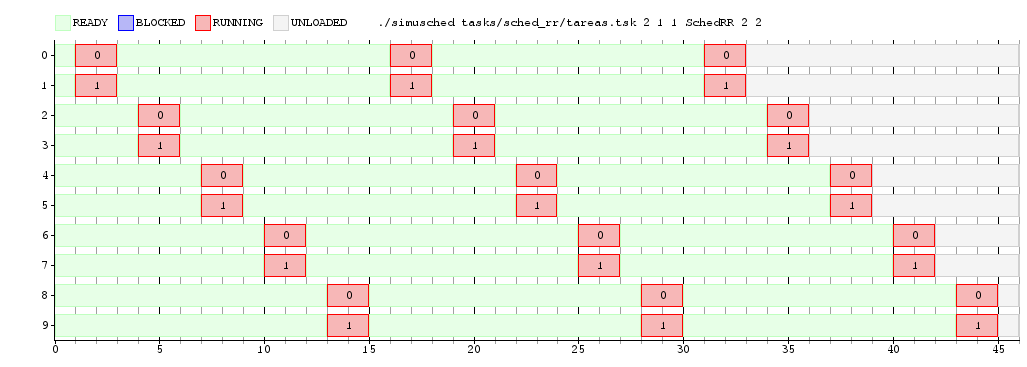 READY BLOCKED RUNNING UNLOADED ./simusched tasks/sched_rr/tareas.tsk 2 1 1 SchedRR 2 2
0 0 0 0
1 1 1 1
2 0 0 0
3 1 1 1
4 0 0 0
5 1 1 1
6 0 0 0
7 1 1 1
8 0 0 0
9 1 1 1
0 5 10 15 20 25 30 35 40 45